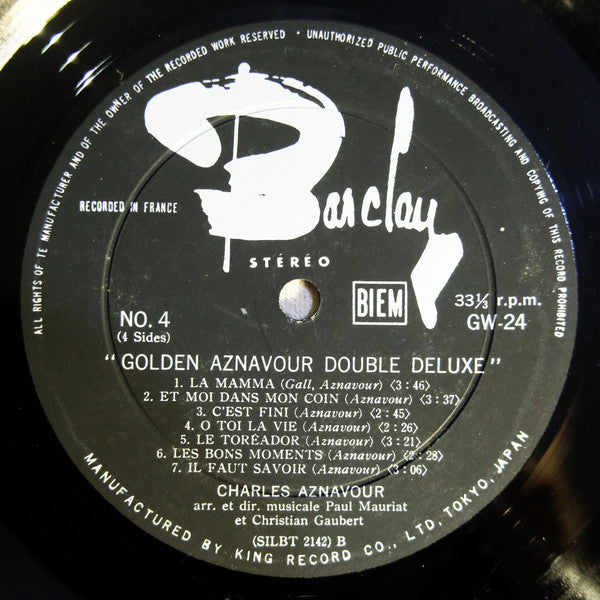 ALL RIGHTS OF TE MANUFACTURER AND OF THE OWNER OF THE RECORDED WORK RESERVED • UNAUTHORIZED PUBLIC PERFORMANCE BROADCASTING AND COPYING OF THIS RECORD PROHIBITED
Barclay
RECORDED IN FRANCE
STÉRÉO
BIEM
33⅓ r.p.m.
NO. 4
GW-24
(4 Sides)
"GOLDEN AZNAVOUR DOUBLE DELUXE"
1. LA MAMMA (Gall, Aznavour) <3:46>
2. ET MOI DANS MON COIN (Aznavour) <3:37>
3. C'EST FINI (Aznavour) <2:45>
4. O TOI LA VIE (Aznavour) <2:26>
5. LE TORÉADOR (Aznavour) <3:21>
6. LES BONS MOMENTS (Aznavour) <2:28>
7. IL FAUT SAVOIR (Aznavour) <3:06>
CHARLES AZNAVOUR
arr. et dir. musicale Paul Mauriat
et Christian Gaubert
(SILBT 2142) B
MANUFACTURED BY KING RECORD CO., LTD, TOKYO, JAPAN